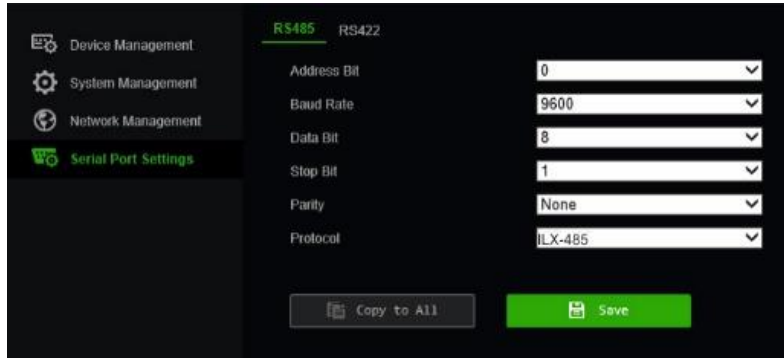 Device Management
System Management
Network Management
Serial Port Settings
RS485 RS422
Address Bit 0
Baud Rate 9600
Data Bit 8
Stop Bit 1
Parity None
Protocol ILX-485
Copy to All Save